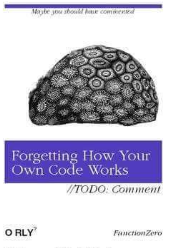 Maybe you should have commented
Forgetting How Your
Own Code Works
//TODO: Comment
O RLY?
FunctionZero